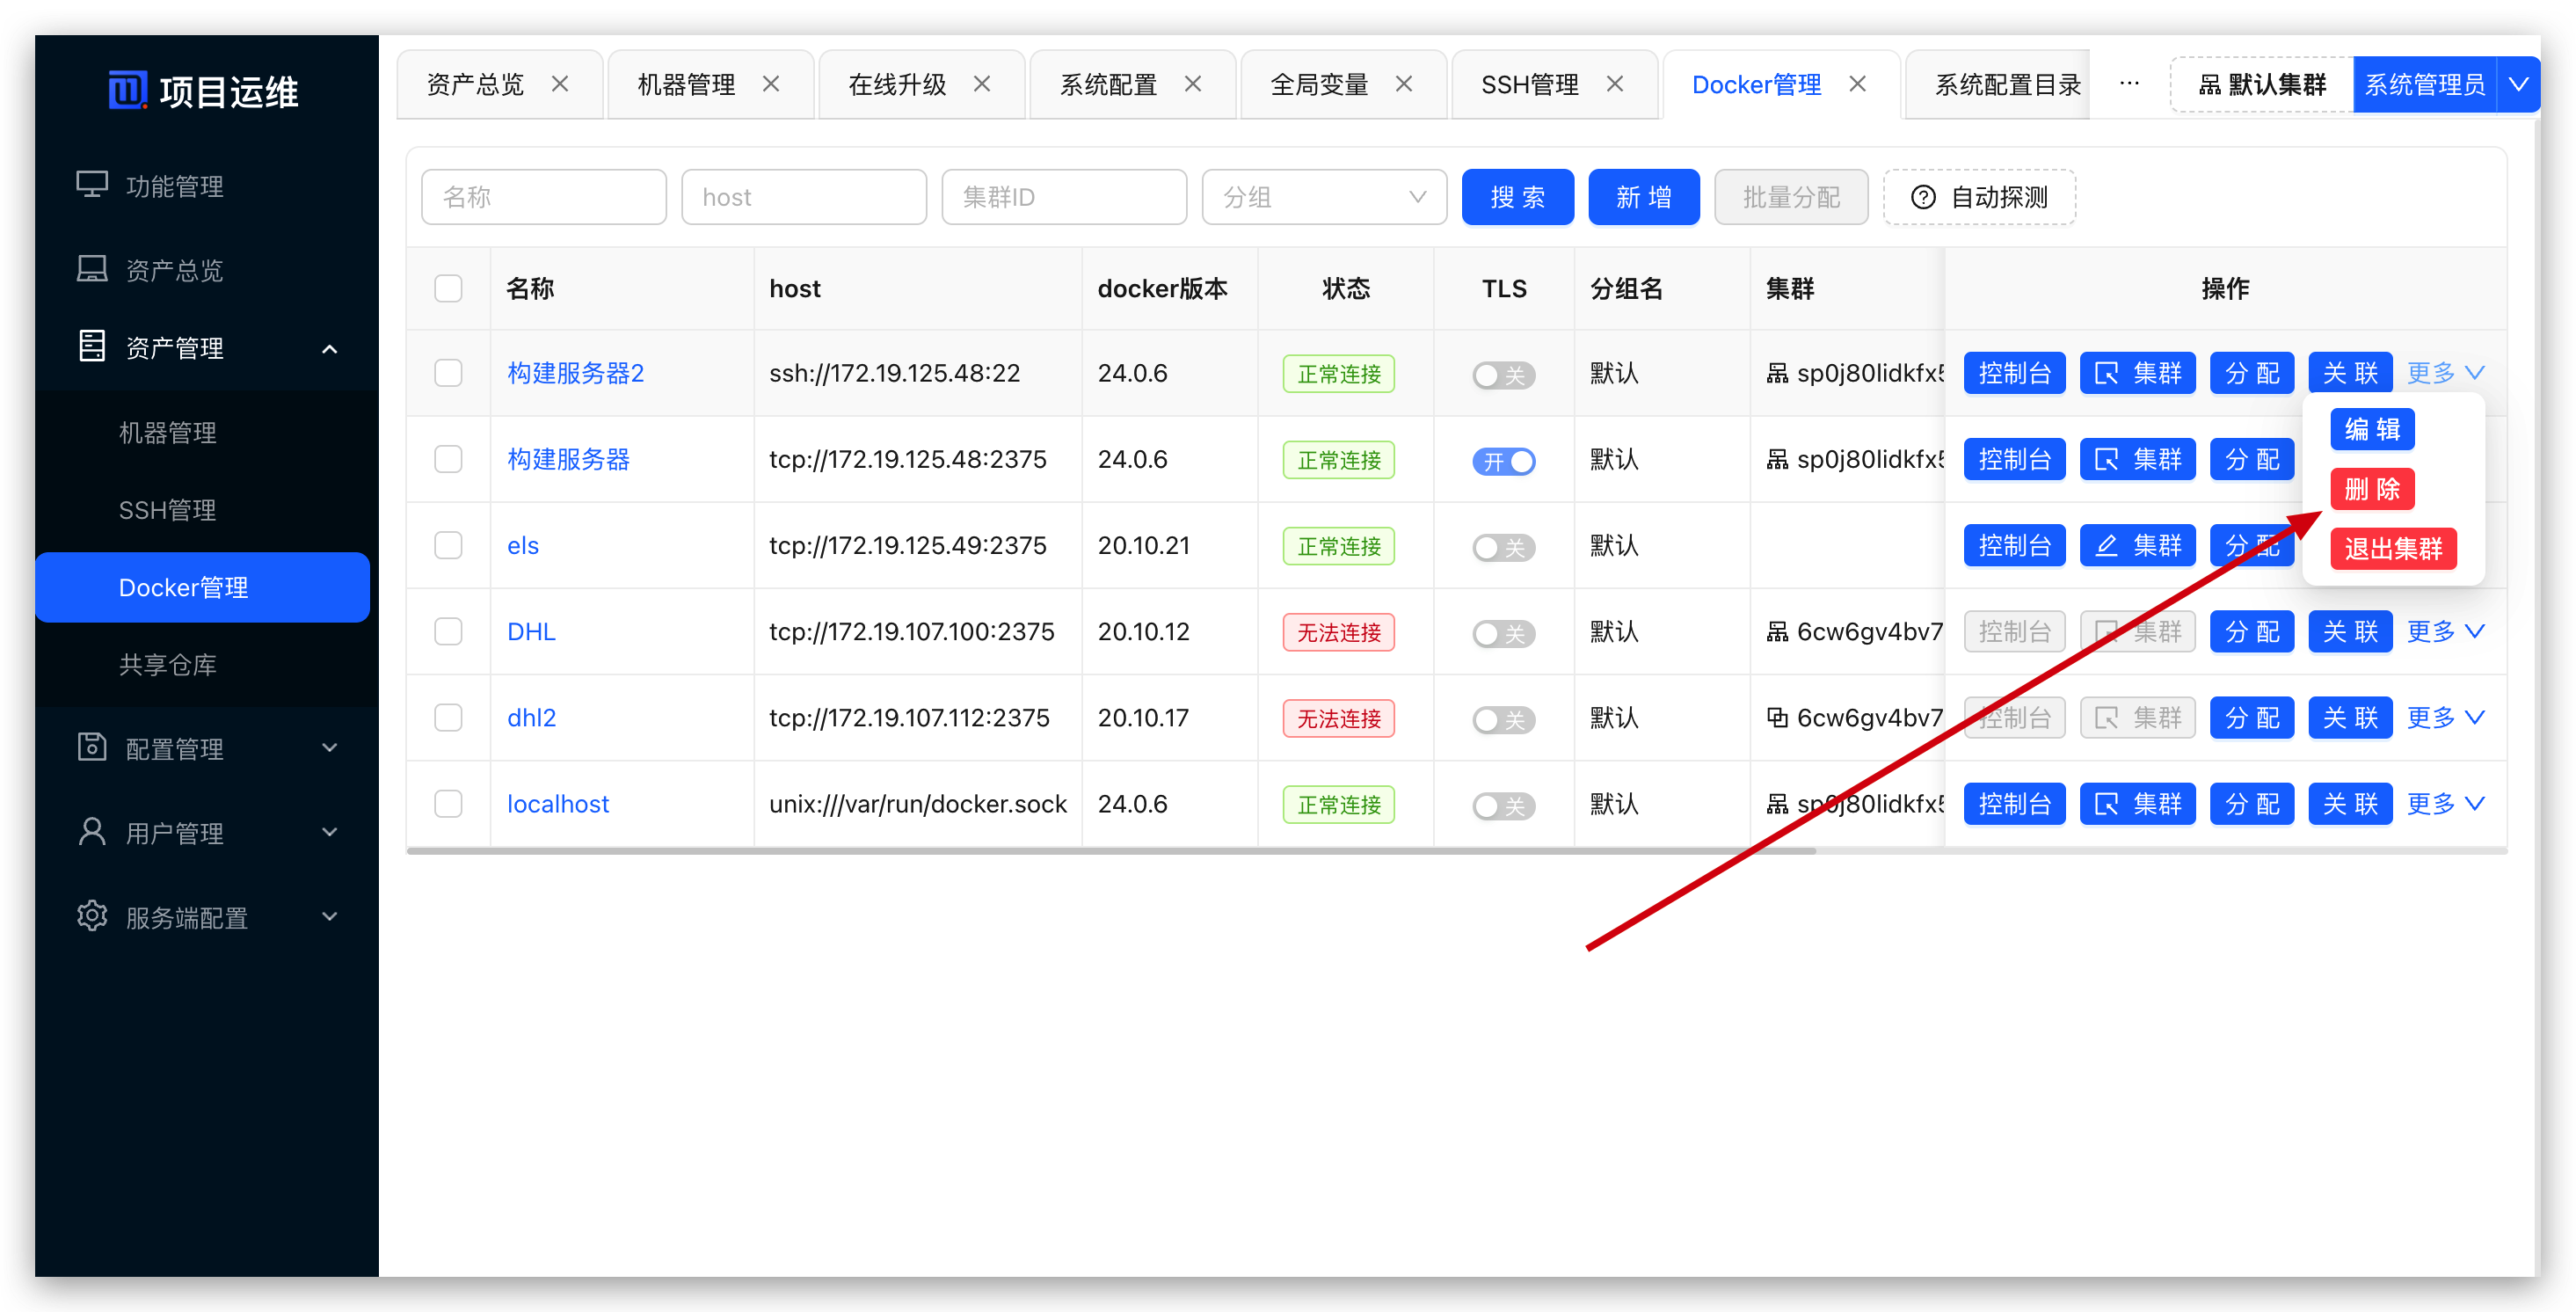 项目运维
功能管理
资产总览
资产管理
机器管理
SSH管理
Docker管理
共享仓库
配置管理
用户管理
服务端配置
资产总览 机器管理 在线升级 系统配置 全局变量 SSH管理 Docker管理 系统配置目录 ··· 默认集群 系统管理员
名称 host 集群ID 分组 搜 索 新 增 批量分配 自动探测
名称 host docker版本 状态 TLS 分组名 集群 操作
构建服务器2 ssh://172.19.125.48:22 24.0.6 正常连接 关 默认 sp0j80lidkfx5 控制台 集群 分 配 关 联 更多
构建服务器 tcp://172.19.125.48:2375 24.0.6 正常连接 开 默认 sp0j80lidkfx5 控制台 集群 分 配
els tcp://172.19.125.49:2375 20.10.21 正常连接 关 默认 控制台 集群 分 配
DHL tcp://172.19.107.100:2375 20.10.12 无法连接 关 默认 6cw6gv4bv7 控制台 集群 分 配 关 联 更多
dhl2 tcp://172.19.107.112:2375 20.10.17 无法连接 关 默认 6cw6gv4bv7 控制台 集群 分 配 关 联 更多
localhost unix:///var/run/docker.sock 24.0.6 正常连接 关 默认 sp0j80lidkfx5 控制台 集群 分 配 关 联 更多
编 辑
删 除
退出集群